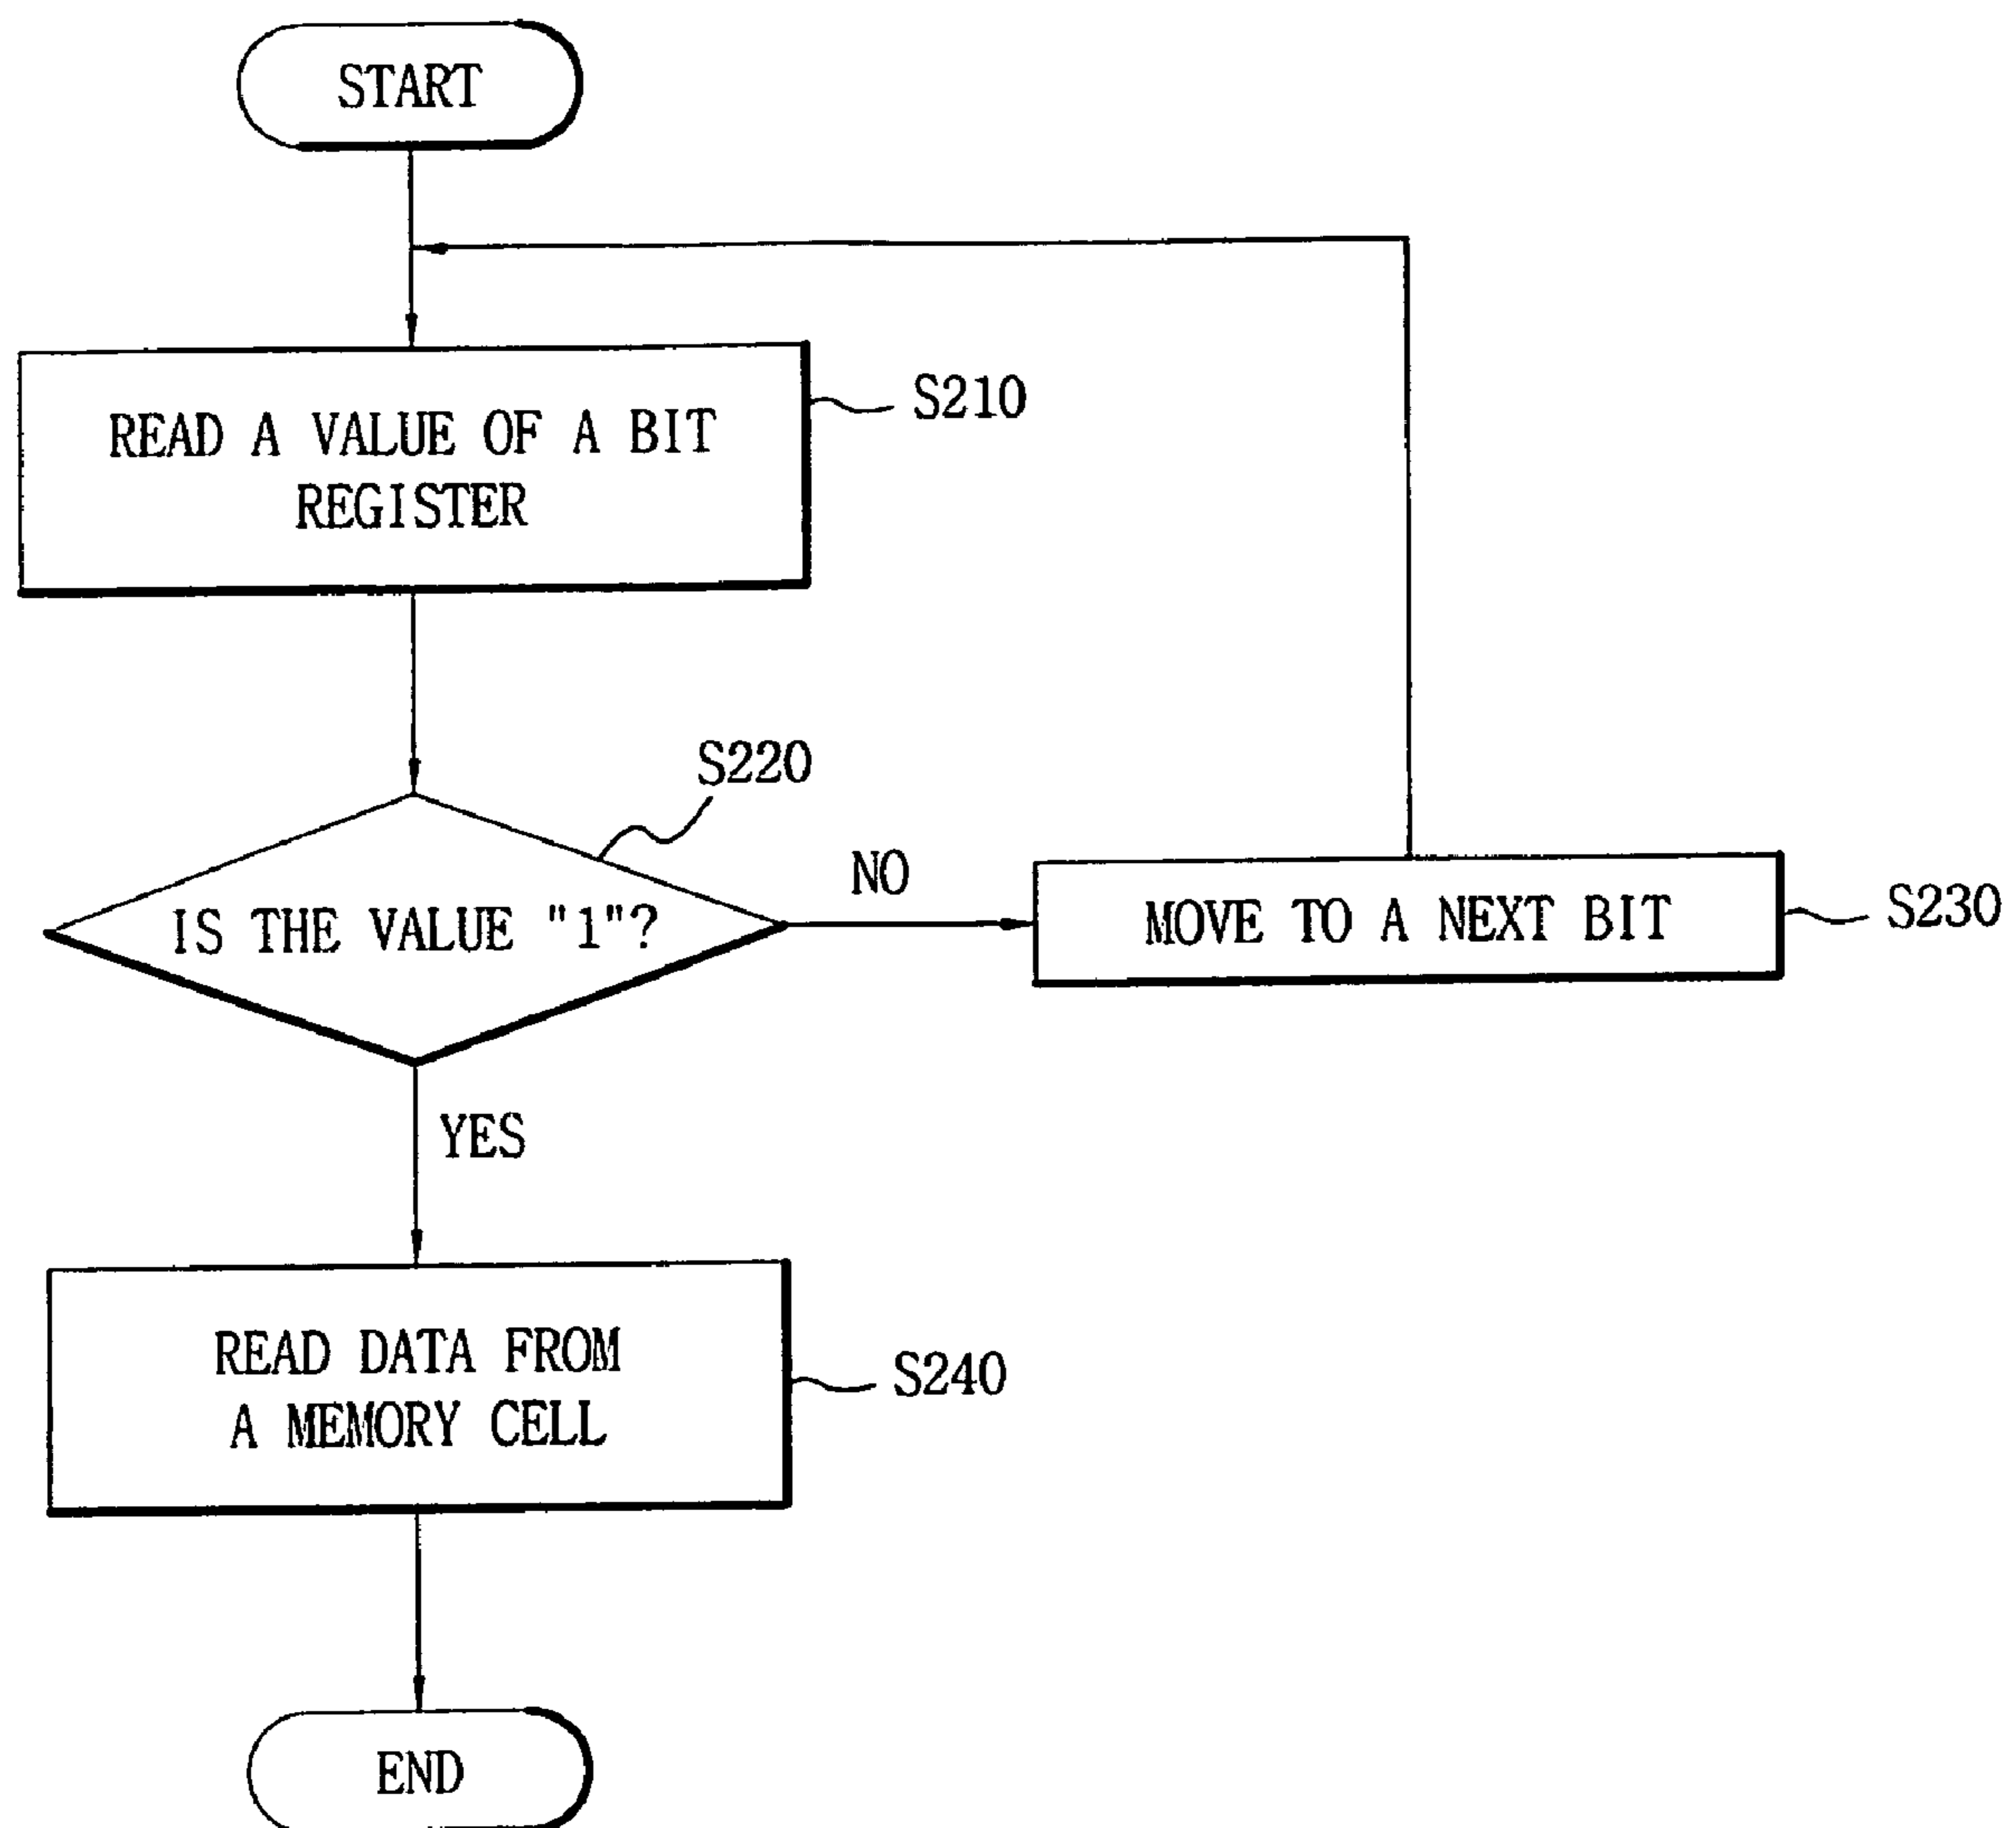 START
READ A VALUE OF A BIT
REGISTER
S210
S220
IS THE VALUE "1"?
NO
MOVE TO A NEXT BIT
S230
YES
READ DATA FROM
A MEMORY CELL
S240
END